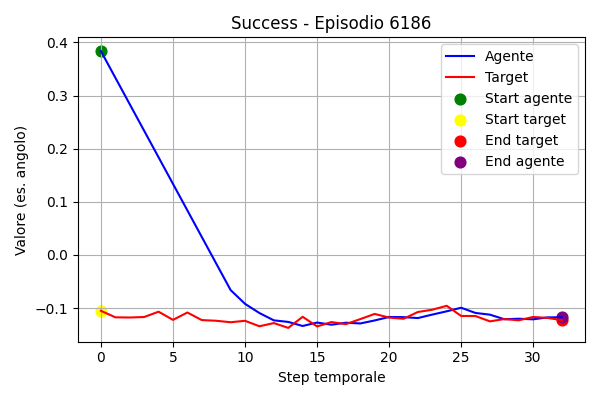 Success - Episodio 6186
Valore (es. angolo)
0.4
0.3
0.2
0.1
0.0
−0.1
Agente
Target
Start agente
Start target
End target
End agente
0 5 10 15 20 25 30
Step temporale